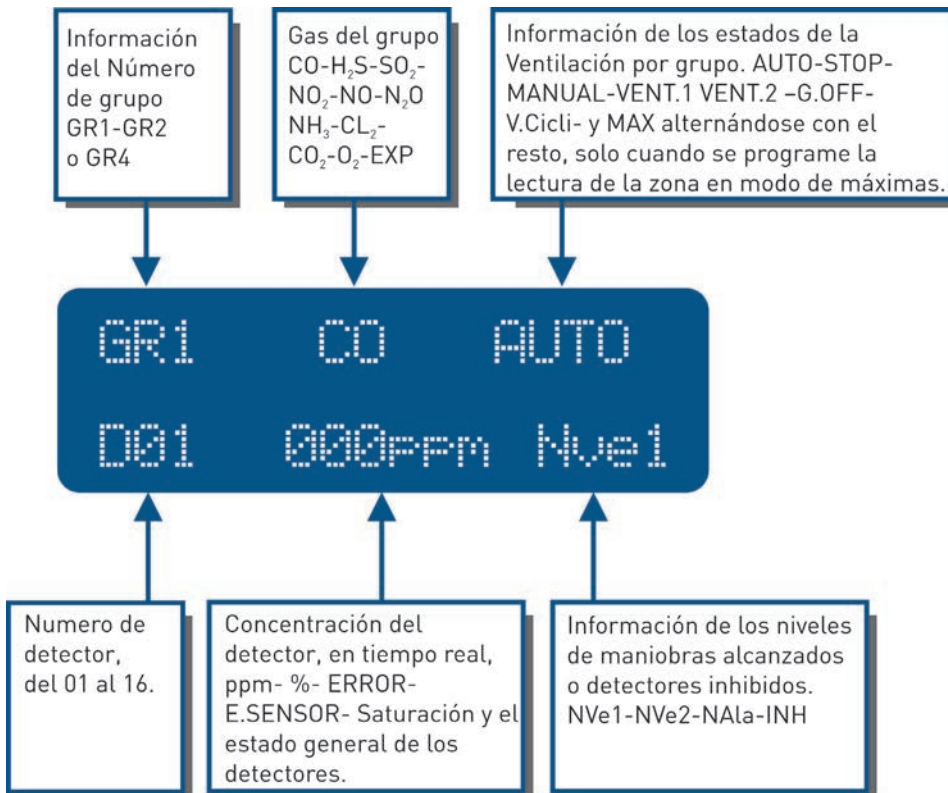 Información
del Número
de grupo
GR1-GR2
o GR4
Gas del grupo
CO-H₂S-SO₂-
NO₂-NO-N₂O
NH₃-CL₂-
CO₂-O₂-EXP
Información de los estados de la
Ventilación por grupo. AUTO-STOP-
MANUAL-VENT.1 VENT.2 –G.OFF-
V.Cicli- y MAX alternándose con el
resto, solo cuando se programe la
lectura de la zona en modo de máximas.
GR1 CO AUTO
D01 000ppm Nve1
Numero de
detector,
del 01 al 16.
Concentración del
detector, en tiempo real,
ppm- %- ERROR-
E.SENSOR- Saturación y el
estado general de los
detectores.
Información de los niveles
de maniobras alcanzados
o detectores inhibidos.
NVe1-NVe2-NAla-INH